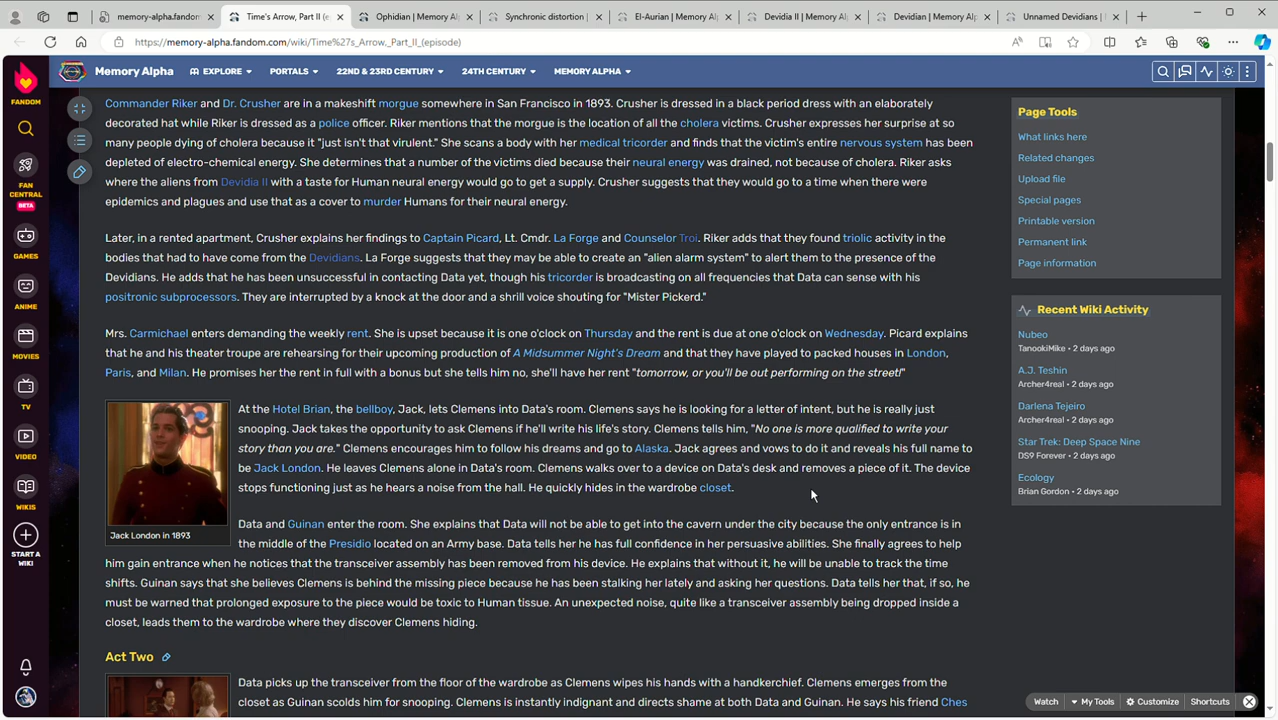 memory-alpha.fandom
Time's Arrow, Part II (e
Ophidian | Memory Al
Synchronic distortion |
El-Aurian | Memory Al
Devidia II | Memory Al
Devidian | Memory Al
Unnamed Devidians |
https://memory-alpha.fandom.com/wiki/Time%27s_Arrow,_Part_II_(episode)
Memory Alpha
EXPLORE
PORTALS
22ND & 23RD CENTURY
24TH CENTURY
MEMORY ALPHA
FANDOM
FAN CENTRAL
BETA
GAMES
ANIME
MOVIES
TV
VIDEO
WIKIS
START A WIKI
Commander Riker and Dr. Crusher are in a makeshift morgue somewhere in San Francisco in 1893. Crusher is dressed in a black period dress with an elaborately
decorated hat while Riker is dressed as a police officer. Riker mentions that the morgue is the location of all the cholera victims. Crusher expresses her surprise at so
many people dying of cholera because it "just isn't that virulent." She scans a body with her medical tricorder and finds that the victim's entire nervous system has been
depleted of electro-chemical energy. She determines that a number of the victims died because their neural energy was drained, not because of cholera. Riker asks
where the aliens from Devidia II with a taste for Human neural energy would go to get a supply. Crusher suggests that they would go to a time when there were
epidemics and plagues and use that as a cover to murder Humans for their neural energy.
Later, in a rented apartment, Crusher explains her findings to Captain Picard, Lt. Cmdr. La Forge and Counselor Troi. Riker adds that they found triolic activity in the
bodies that had to have come from the Devidians. La Forge suggests that they may be able to create an "alien alarm system" to alert them to the presence of the
Devidians. He adds that he has been unsuccessful in contacting Data yet, though his tricorder is broadcasting on all frequencies that Data can sense with his
positronic subprocessors. They are interrupted by a knock at the door and a shrill voice shouting for "Mister Pickerd."
Mrs. Carmichael enters demanding the weekly rent. She is upset because it is one o'clock on Thursday and the rent is due at one o'clock on Wednesday. Picard explains
that he and his theater troupe are rehearsing for their upcoming production of A Midsummer Night's Dream and that they have played to packed houses in London,
Paris, and Milan. He promises her the rent in full with a bonus but she tells him no, she'll have her rent "tomorrow, or you'll be out performing on the street!"
At the Hotel Brian, the bellboy, Jack, lets Clemens into Data's room. Clemens says he is looking for a letter of intent, but he is really just
snooping. Jack takes the opportunity to ask Clemens if he'll write his life's story. Clemens tells him, "No one is more qualified to write your
story than you are." Clemens encourages him to follow his dreams and go to Alaska. Jack agrees and vows to do it and reveals his full name to
be Jack London. He leaves Clemens alone in Data's room. Clemens walks over to a device on Data's desk and removes a piece of it. The device
stops functioning just as he hears a noise from the hall. He quickly hides in the wardrobe closet.
Jack London in 1893
Data and Guinan enter the room. She explains that Data will not be able to get into the cavern under the city because the only entrance is in
the middle of the Presidio located on an Army base. Data tells her he has full confidence in her persuasive abilities. She finally agrees to help
him gain entrance when he notices that the transceiver assembly has been removed from his device. He explains that without it, he will be unable to track the time
shifts. Guinan says that she believes Clemens is behind the missing piece because he has been stalking her lately and asking her questions. Data tells her that, if so, he
must be warned that prolonged exposure to the piece would be toxic to Human tissue. An unexpected noise, quite like a transceiver assembly being dropped inside a
closet, leads them to the wardrobe where they discover Clemens hiding.
Act Two
Data picks up the transceiver from the floor of the wardrobe as Clemens wipes his hands with a handkerchief. Clemens emerges from the
closet as Guinan scolds him for snooping. Clemens is instantly indignant and directs shame at both Data and Guinan. He says his friend Ches
Page Tools
What links here
Related changes
Upload file
Special pages
Printable version
Permanent link
Page information
Recent Wiki Activity
Nubeo
TanookiMike • 2 days ago
A.J. Teshin
Archer4real • 2 days ago
Darlena Tejeiro
Archer4real • 2 days ago
Star Trek: Deep Space Nine
DS9 Forever • 2 days ago
Ecology
Brian Gordon • 2 days ago
Watch
My Tools
Customize
Shortcuts